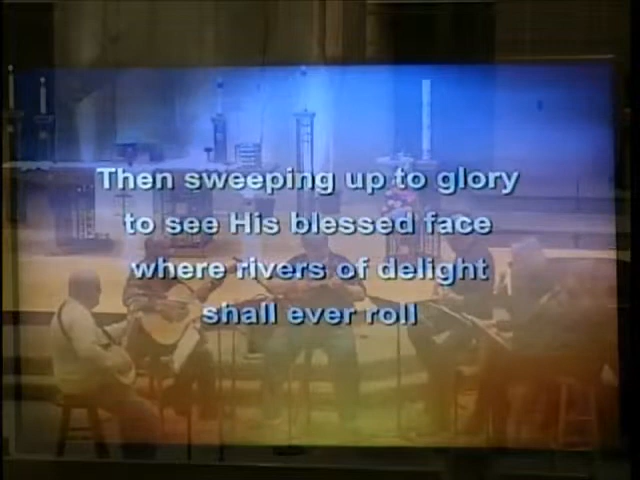 Then sweeping up to glory
to see His blessed face
where rivers of delight
shall ever roll